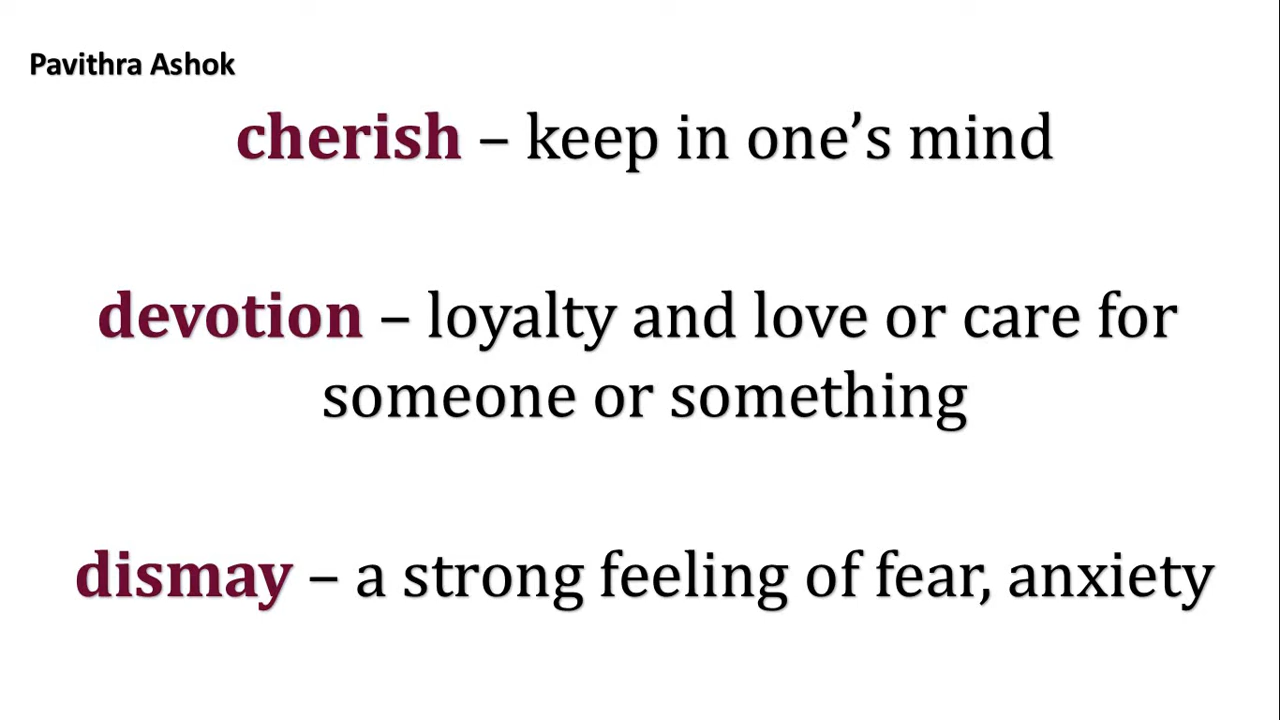 Pavithra Ashok
cherish – keep in one’s mind
devotion – loyalty and love or care for
someone or something
dismay – a strong feeling of fear, anxiety